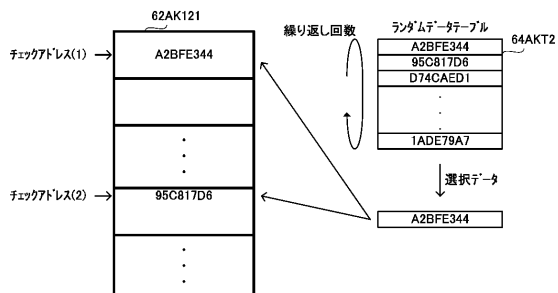 62AK121
チェックアドレス(1)
A2BFE344
チェックアドレス(2)
95C817D6
繰り返し回数
ランダムデータテーブル
64AKT2
A2BFE344
95C817D6
D74CAED1
1ADE79A7
選択データ
A2BFE344